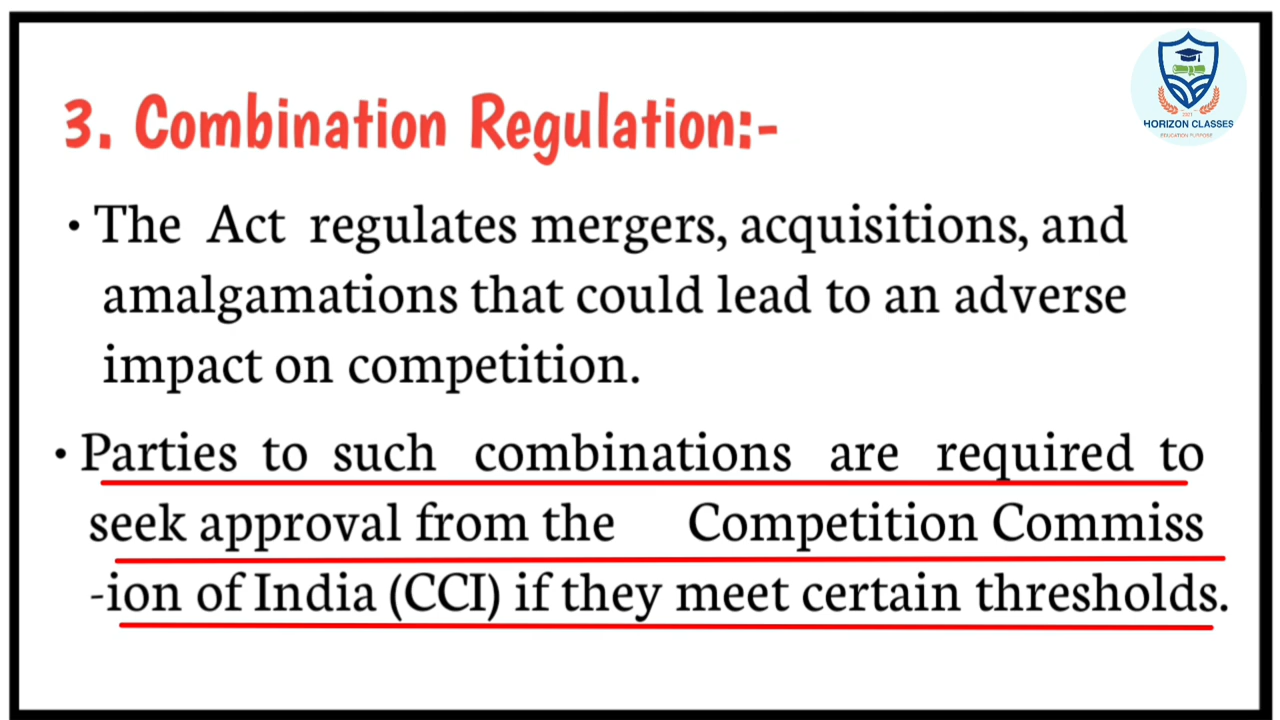 HORIZON CLASSES
EDUCATION PURPOSE
3. Combination Regulation:-
• The Act regulates mergers, acquisitions, and
amalgamations that could lead to an adverse
impact on competition.
• Parties to such combinations are required to
seek approval from the Competition Commiss
-ion of India (CCI) if they meet certain thresholds.